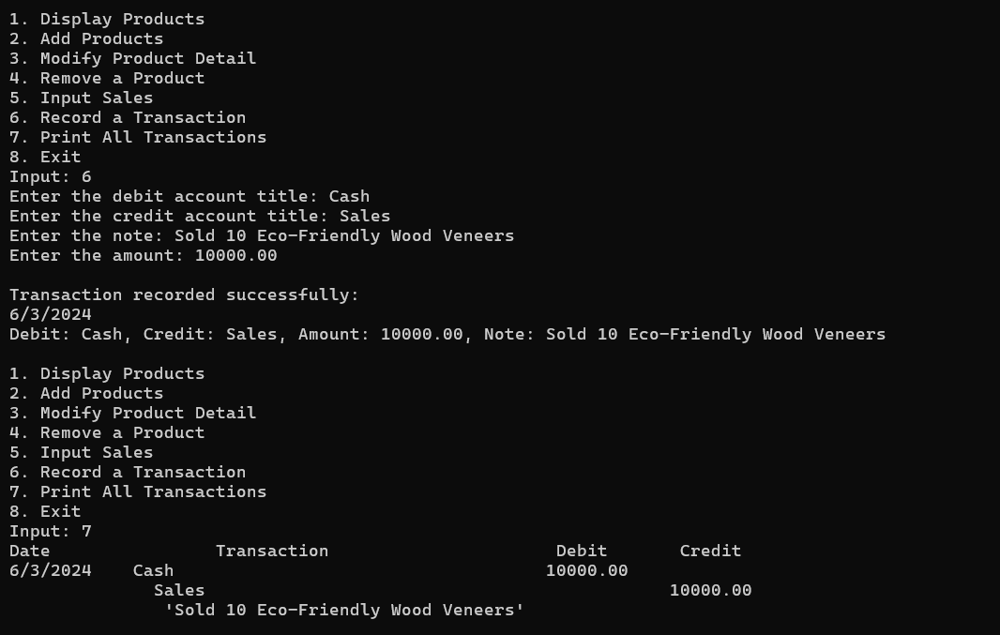 1. Display Products
2. Add Products
3. Modify Product Detail
4. Remove a Product
5. Input Sales
6. Record a Transaction
7. Print All Transactions
8. Exit
Input: 6
Enter the debit account title: Cash
Enter the credit account title: Sales
Enter the note: Sold 10 Eco-Friendly Wood Veneers
Enter the amount: 10000.00

Transaction recorded successfully:
6/3/2024
Debit: Cash, Credit: Sales, Amount: 10000.00, Note: Sold 10 Eco-Friendly Wood Veneers

1. Display Products
2. Add Products
3. Modify Product Detail
4. Remove a Product
5. Input Sales
6. Record a Transaction
7. Print All Transactions
8. Exit
Input: 7
Date                Transaction                      Debit       Credit
6/3/2024    Cash                                    10000.00
              Sales                                             10000.00
               'Sold 10 Eco-Friendly Wood Veneers'